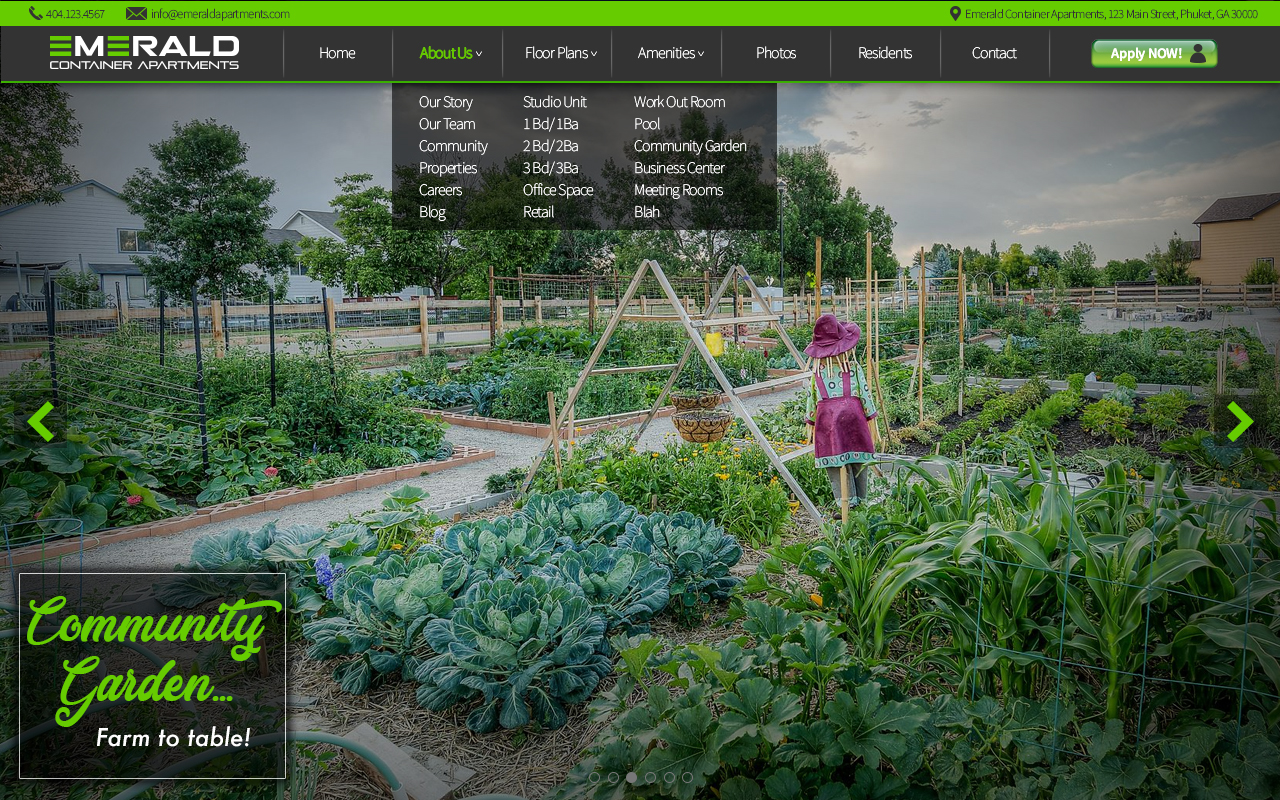 404.123.4567 info@emeraldapartments.com Emerald Container Apartments, 123 Main Street, Phuket, GA 30000
EMERALD
CONTAINER APARTMENTS
Home About Us Floor Plans Amenities Photos Residents Contact Apply NOW!
Our Story Studio Unit Work Out Room
Our Team 1 Bd/1Ba Pool
Community 2 Bd/2Ba Community Garden
Properties 3 Bd/3Ba Business Center
Careers Office Space Meeting Rooms
Blog Retail Blah
Community
Garden...
Farm to table!